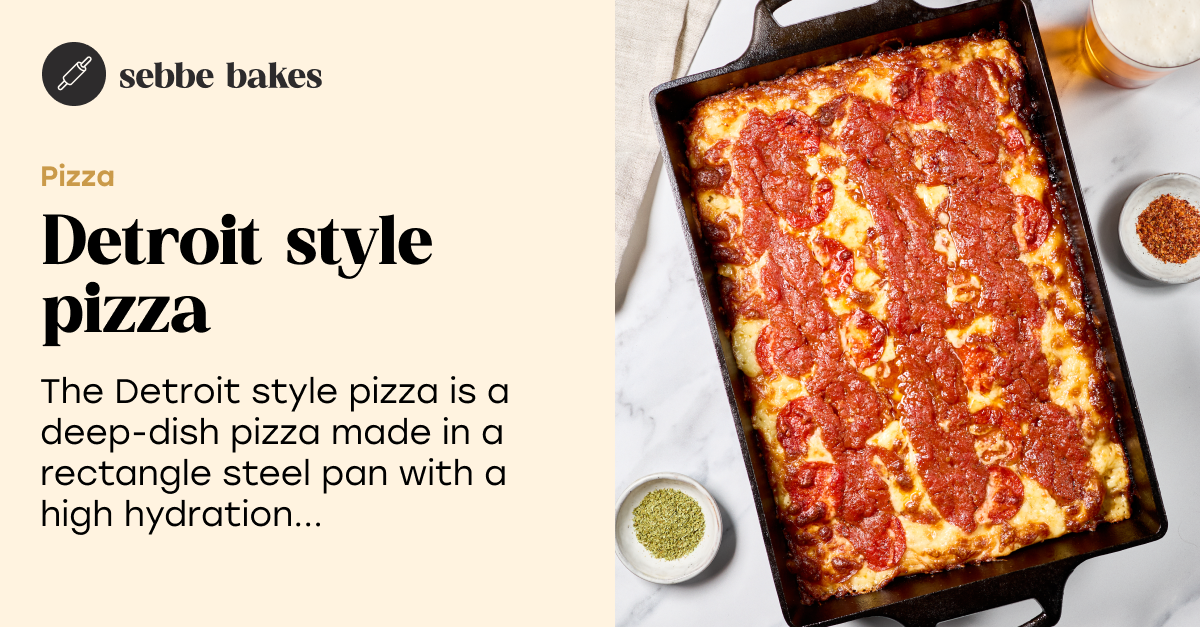 sebbe bakes
Pizza
Detroit style
pizza
The Detroit style pizza is a
deep-dish pizza made in a
rectangle steel pan with a
high hydration...